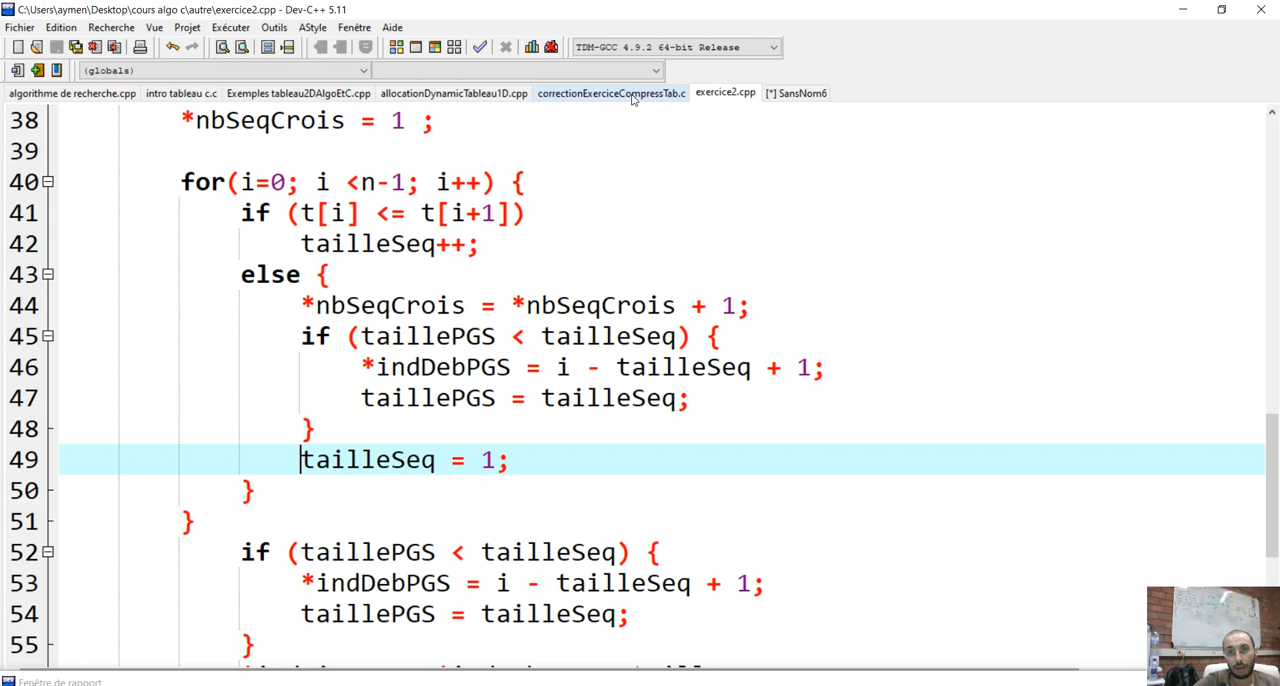 C:\Users\aymen\Desktop\cours algo c\autre\exercice2.cpp - Dev-C++ 5.11
Fichier Edition Recherche Vue Projet Exécuter Outils AStyle Fenêtre Aide
TDM-GCC 4.9.2 64-bit Release
(globals)
algorithme de recherche.cpp intro tableau c.c Exemples tableau2DAlgoEtC.cpp allocationDynamicTableau1D.cpp correctionExerciceCompressTab.c exercice2.cpp [*] SansNom6
38 *nbSeqCrois = 1 ;
39
40 for(i=0; i <n-1; i++) {
41 if (t[i] <= t[i+1])
42 tailleSeq++;
43 else {
44 *nbSeqCrois = *nbSeqCrois + 1;
45 if (taillePGS < tailleSeq) {
46 *indDebPGS = i - tailleSeq + 1;
47 taillePGS = tailleSeq;
48 }
49 tailleSeq = 1;
50 }
51 }
52 if (taillePGS < tailleSeq) {
53 *indDebPGS = i - tailleSeq + 1;
54 taillePGS = tailleSeq;
55 }
Fenêtre de rapport